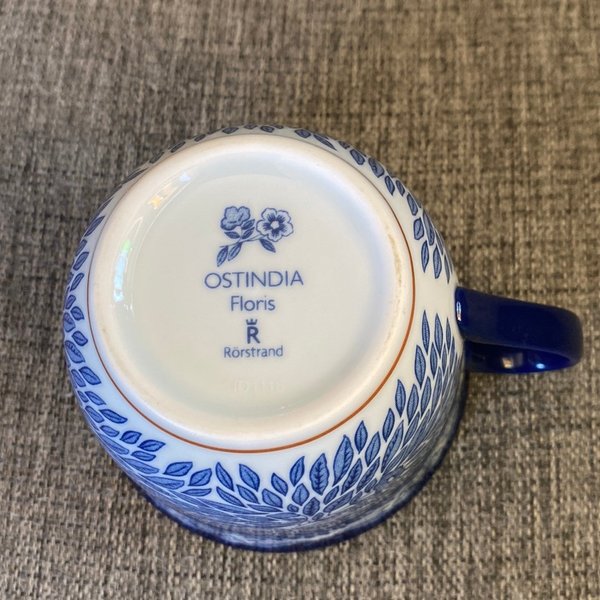 OSTINDIA
Floris
R
Rörstrand